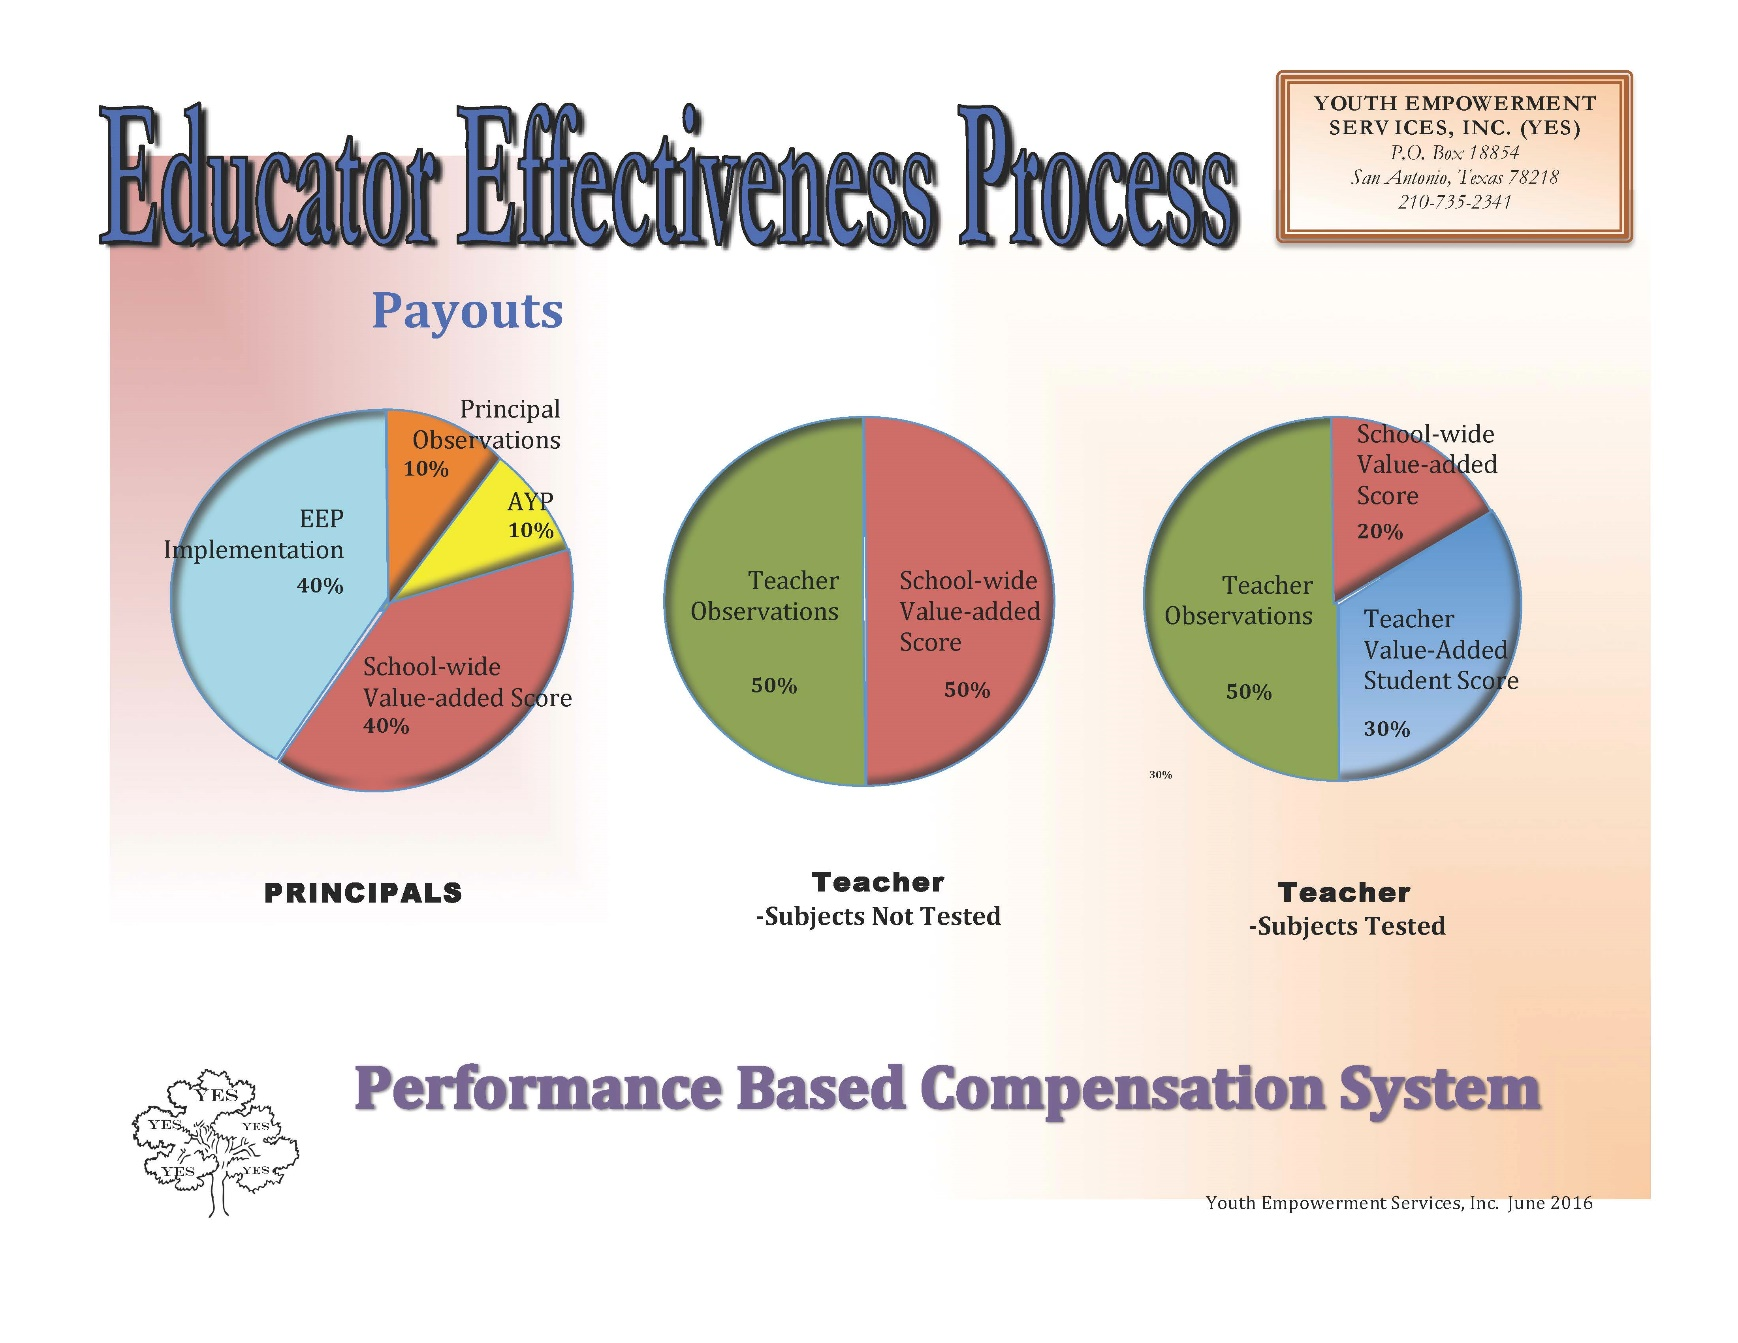 Educator Effectiveness Process
YOUTH EMPOWERMENT
SERVICES, INC. (YES)
P.O. Box 18854
San Antonio, Texas 78218
210-735-2341
Payouts
Principal
Observations
10%
AYP
10%
EEP
Implementation
40%
School-wide
Value-added Score
40%
PRINCIPALS
Teacher
Observations
50%
School-wide
Value-added
Score
50%
Teacher
-Subjects Not Tested
School-wide
Value-added
Score
20%
Teacher
Observations
50%
Teacher
Value-Added
Student Score
30%
30%
Teacher
-Subjects Tested
Performance Based Compensation System
YES
YES
YES
YES
YES
Youth Empowerment Services, Inc. June 2016